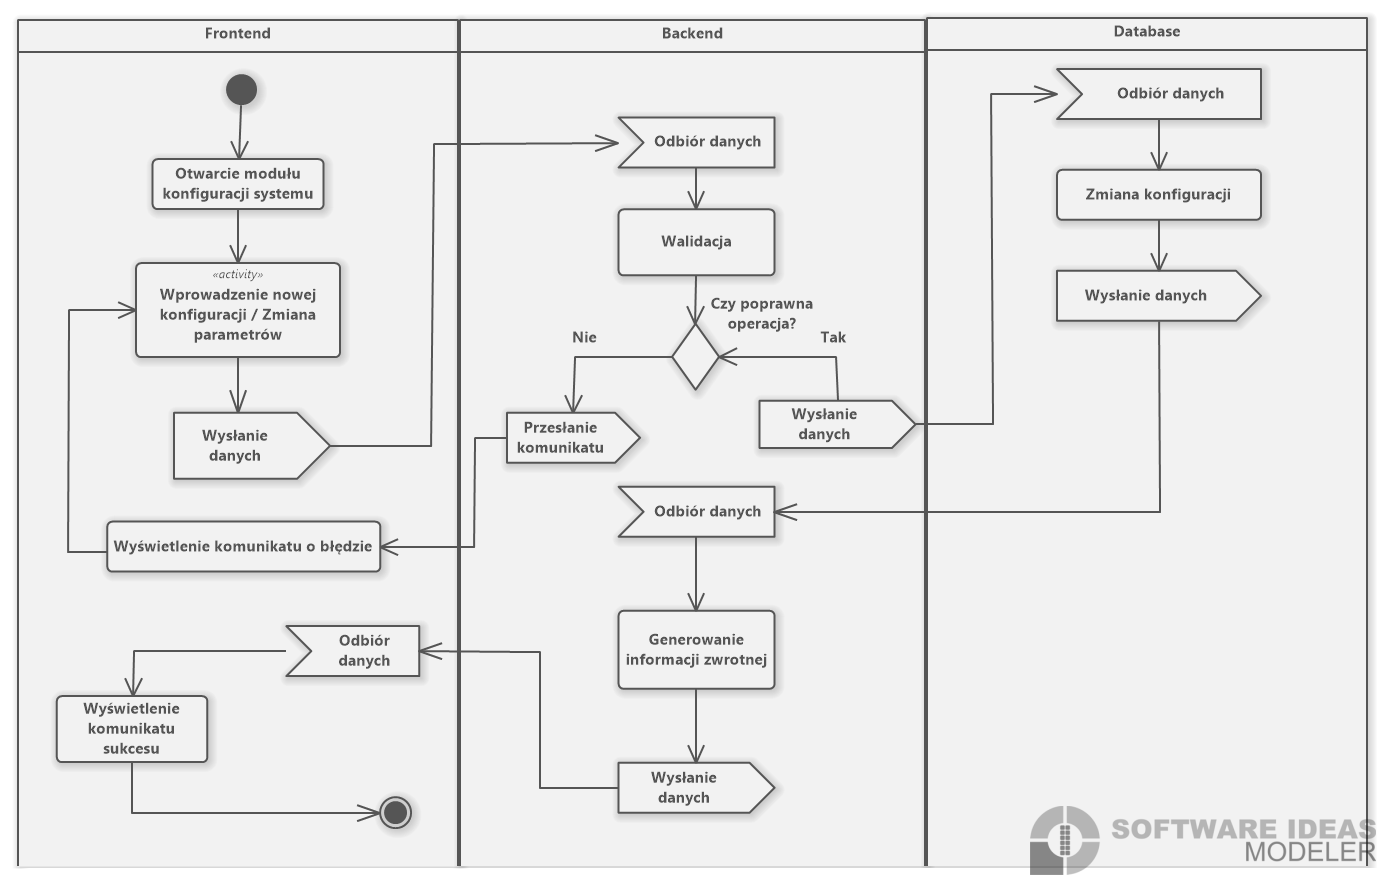 Frontend
Backend
Database
Otwarcie modułu
konfiguracji systemu
«activity»
Wprowadzenie nowej
konfiguracji / Zmiana
parametrów
Wysłanie
danych
Wyświetlenie komunikatu o błędzie
Odbiór
danych
Wyświetlenie
komunikatu
sukcesu
Odbiór danych
Walidacja
Czy poprawna
operacja?
Nie
Tak
Przesłanie
komunikatu
Wysłanie
danych
Odbiór danych
Generowanie
informacji zwrotnej
Wysłanie
danych
Odbiór danych
Zmiana konfiguracji
Wysłanie danych
SOFTWARE IDEAS
MODELER